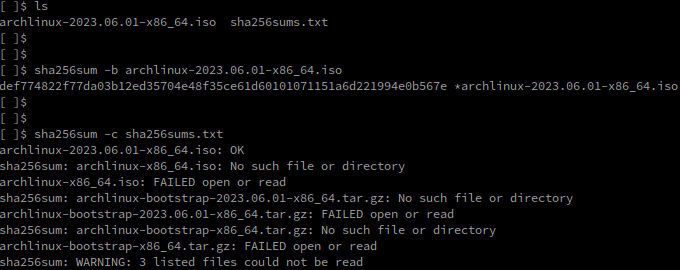 [ ]$ ls
archlinux-2023.06.01-x86_64.iso  sha256sums.txt
[ ]$
[ ]$
[ ]$ sha256sum -b archlinux-2023.06.01-x86_64.iso
def774822f77da03b12ed35704e48f35ce61d60101071151a6d221994e0b567e *archlinux-2023.06.01-x86_64.iso
[ ]$
[ ]$
[ ]$ sha256sum -c sha256sums.txt
archlinux-2023.06.01-x86_64.iso: OK
sha256sum: archlinux-x86_64.iso: No such file or directory
archlinux-x86_64.iso: FAILED open or read
sha256sum: archlinux-bootstrap-2023.06.01-x86_64.tar.gz: No such file or directory
archlinux-bootstrap-2023.06.01-x86_64.tar.gz: FAILED open or read
sha256sum: archlinux-bootstrap-x86_64.tar.gz: No such file or directory
archlinux-bootstrap-x86_64.tar.gz: FAILED open or read
sha256sum: WARNING: 3 listed files could not be read